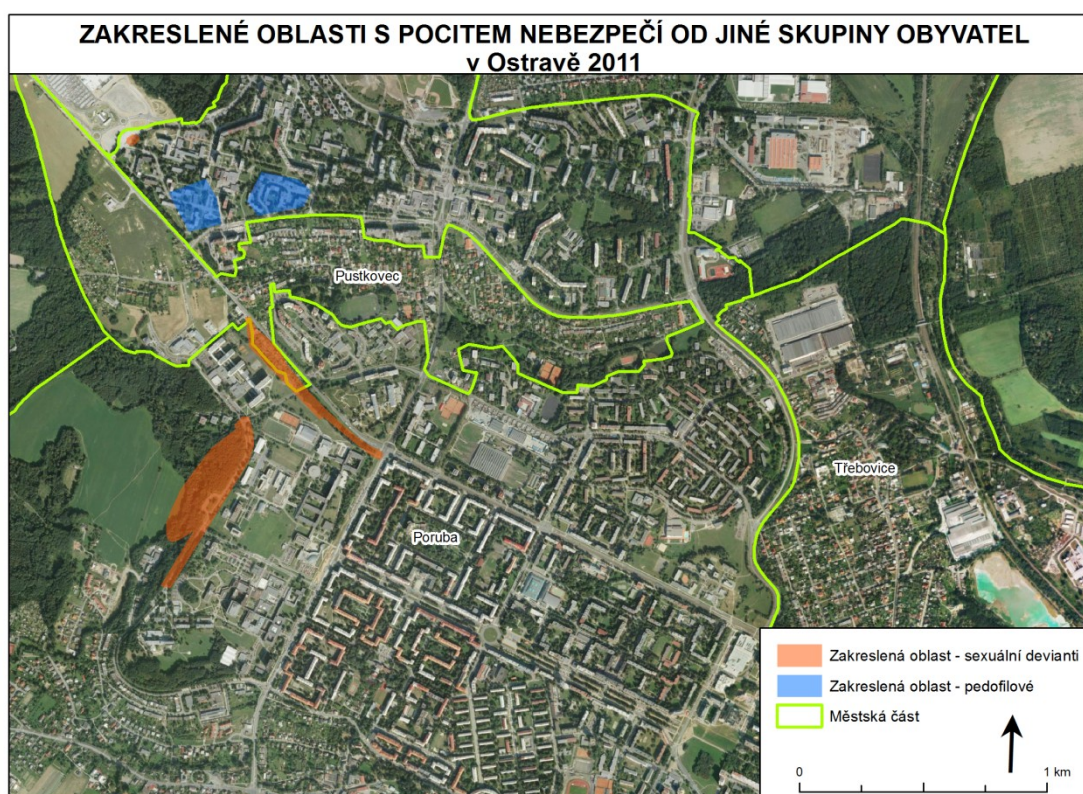 ZAKRESLENÉ OBLASTI S POCITEM NEBEZPEČÍ OD JINÉ SKUPINY OBYVATEL
v Ostravě 2011
Pustkovec
Třebovice
Poruba
Zakreslená oblast - sexuální devianti
Zakreslená oblast - pedofilové
Městská část
0
1 km